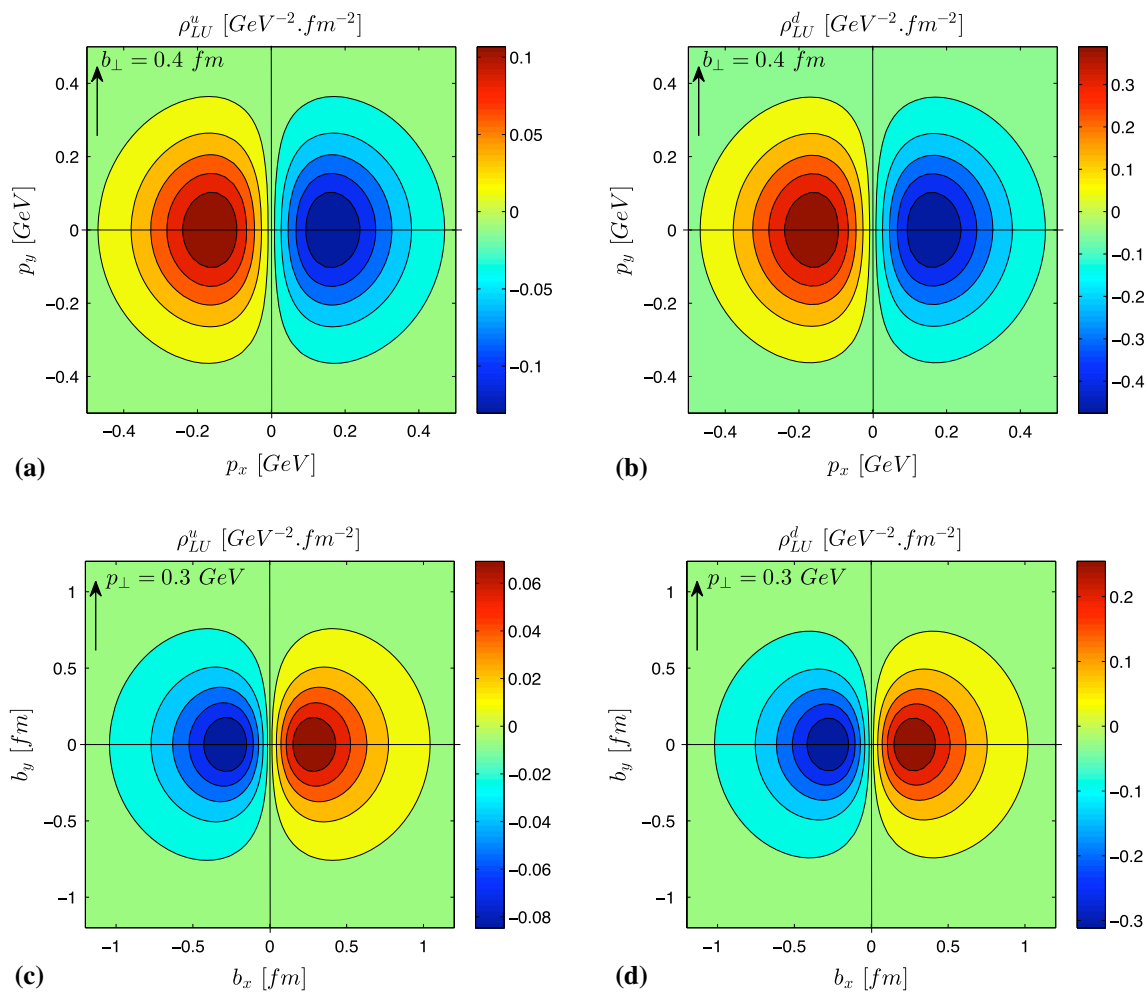 ρ_{LU}^{u} [GeV^{-2}.fm^{-2}]
b_⊥ = 0.4 fm
0.4
0.2
0
−0.2
−0.4
p_y [GeV]
−0.4 −0.2 0 0.2 0.4
p_x [GeV]
0.1
0.05
0
−0.05
−0.1
(a)
ρ_{LU}^{d} [GeV^{-2}.fm^{-2}]
b_⊥ = 0.4 fm
0.4
0.2
0
−0.2
−0.4
p_y [GeV]
−0.4 −0.2 0 0.2 0.4
p_x [GeV]
0.3
0.2
0.1
0
−0.1
−0.2
−0.3
−0.4
(b)
ρ_{LU}^{u} [GeV^{-2}.fm^{-2}]
p_⊥ = 0.3 GeV
1
0.5
0
−0.5
−1
b_y [fm]
−1 −0.5 0 0.5 1
b_x [fm]
0.06
0.04
0.02
0
−0.02
−0.04
−0.06
−0.08
(c)
ρ_{LU}^{d} [GeV^{-2}.fm^{-2}]
p_⊥ = 0.3 GeV
1
0.5
0
−0.5
−1
b_y [fm]
−1 −0.5 0 0.5 1
b_x [fm]
0.2
0.1
0
−0.1
−0.2
−0.3
(d)